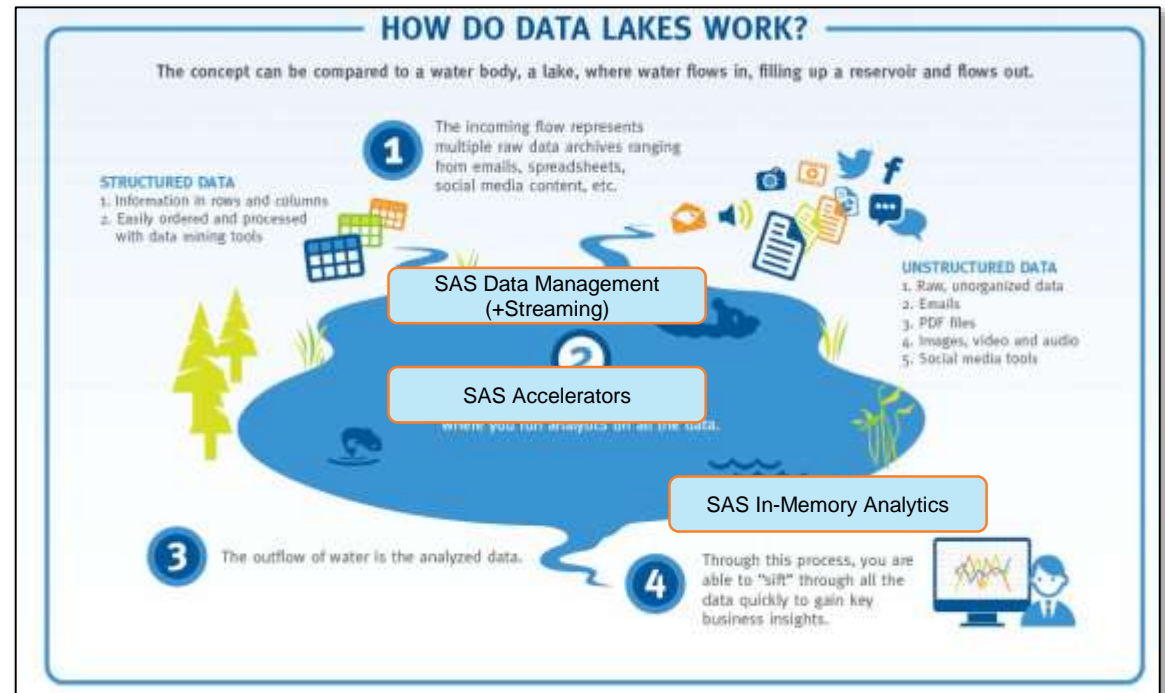 HOW DO DATA LAKES WORK?
The concept can be compared to a water body, a lake, where water flows in, filling up a reservoir and flows out.
1
The incoming flow represents
multiple raw data archives ranging
from emails, spreadsheets,
social media content, etc.
STRUCTURED DATA
1. Information in rows and columns
2. Easily ordered and processed
with data mining tools
UNSTRUCTURED DATA
1. Raw, unorganized data
2. Emails
3. PDF files
4. Images, video and audio
5. Social media tools
SAS Data Management
(+Streaming)
2
SAS Accelerators
where you run analytics on all the data.
SAS In-Memory Analytics
3
The outflow of water is the analyzed data.
4
Through this process, you are
able to "sift" through all the
data quickly to gain key
business insights.